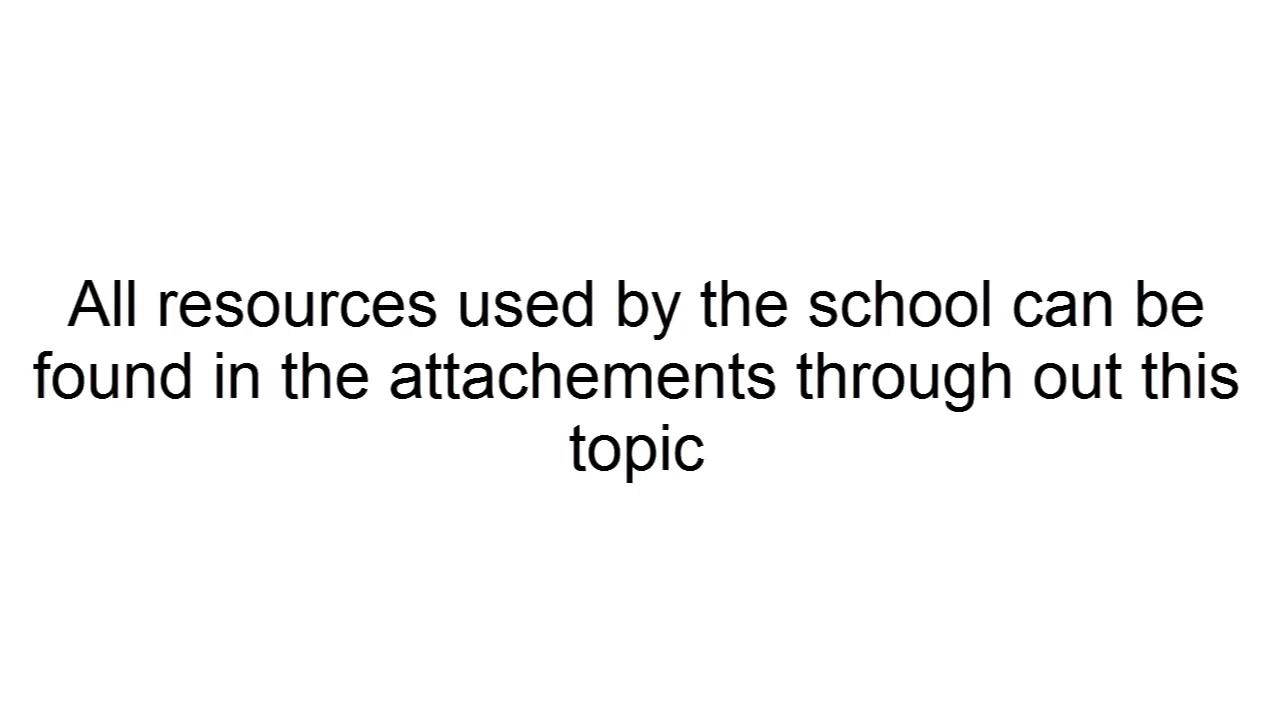 All resources used by the school can be
found in the attachements through out this
topic